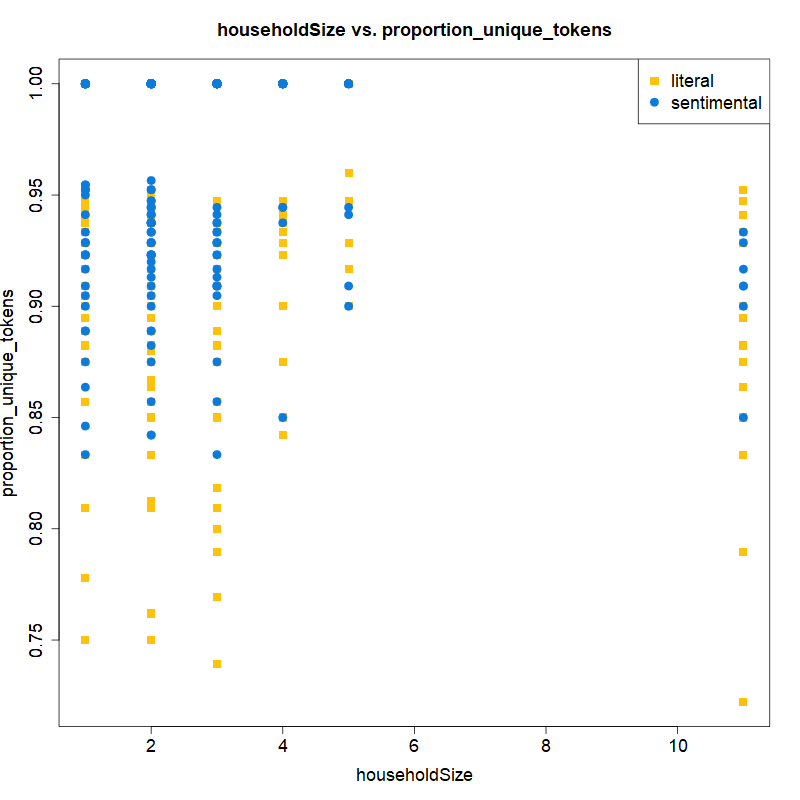 householdSize vs. proportion_unique_tokens
literal
sentimental
1.00
0.95
0.90
0.85
0.80
0.75
proportion_unique_tokens
2
4
6
8
10
householdSize